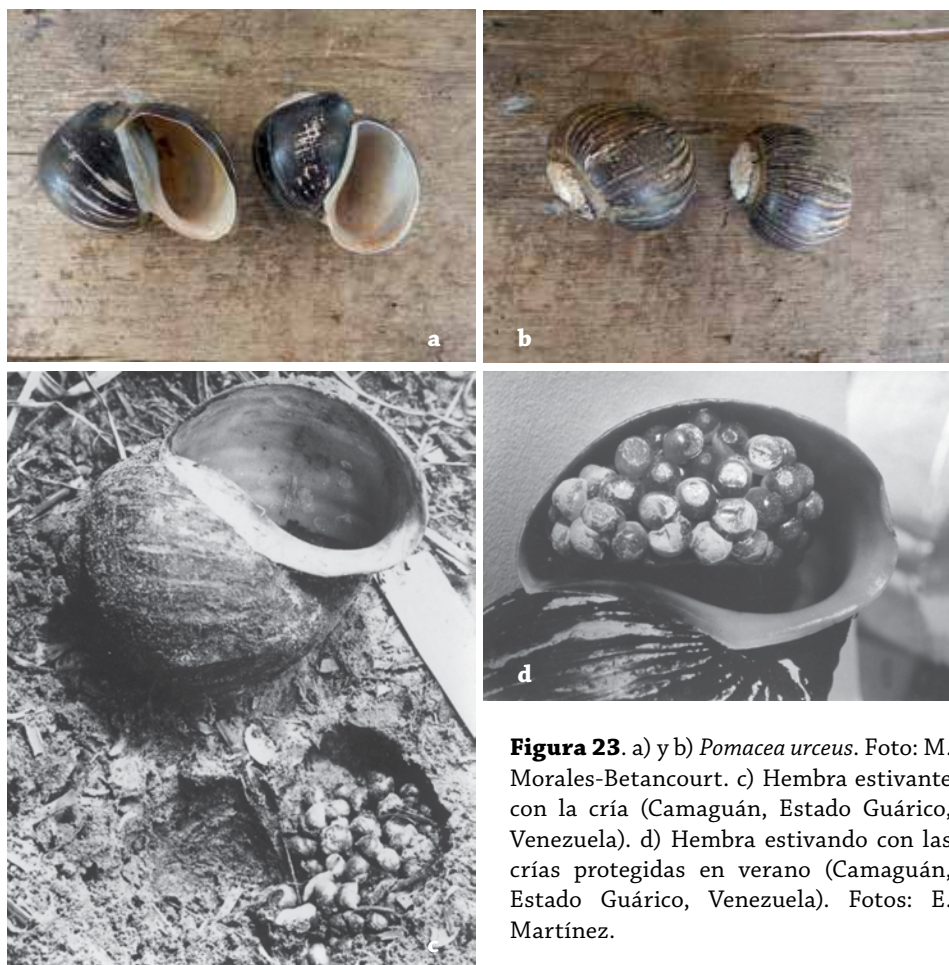 a
b
c
d
Figura 23. a) y b) Pomacea urceus. Foto: M.
Morales-Betancourt. c) Hembra estivante
con la cría (Camaguán, Estado Guárico,
Venezuela). d) Hembra estivando con las
crías protegidas en verano (Camaguán,
Estado Guárico, Venezuela). Fotos: E.
Martínez.